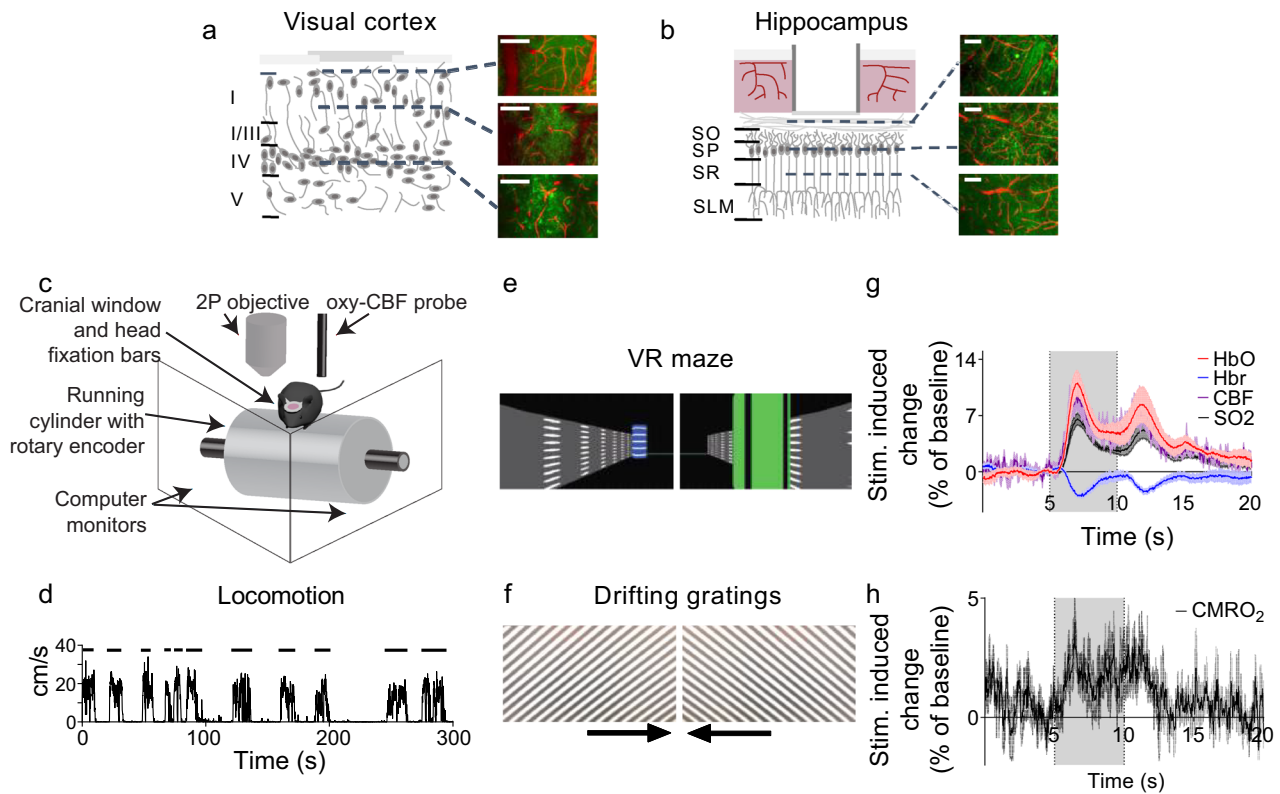 a
Visual cortex
I
I/III
IV
V
b
Hippocampus
SO
SP
SR
SLM
c
Cranial window
and head
fixation bars
2P objective
oxy-CBF probe
Running
cylinder with
rotary encoder
Computer
monitors
d
Locomotion
cm/s
40
20
0
0
100
200
300
Time (s)
e
VR maze
f
Drifting gratings
g
Stim. induced
change
(% of baseline)
14
7
0
5
10
15
20
Time (s)
HbO
Hbr
CBF
SO2
h
Stim. induced
change
(% of baseline)
5
0
5
10
15
20
Time (s)
CMRO₂